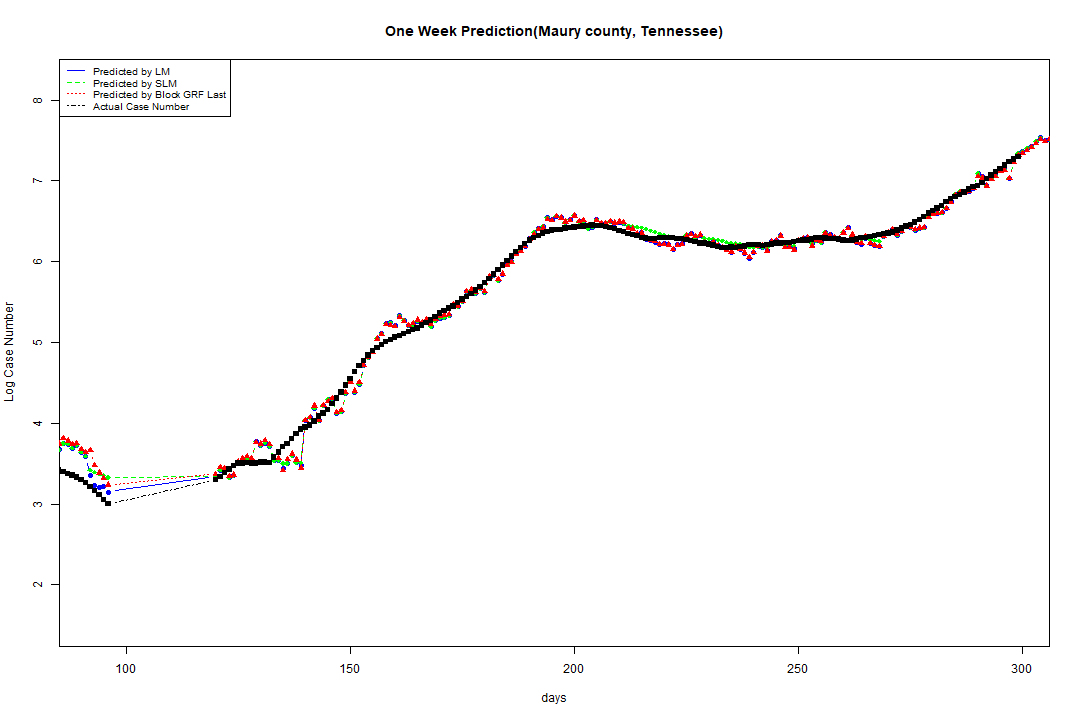 One Week Prediction(Maury county, Tennessee)
Predicted by LM
Predicted by SLM
Predicted by Block GRF Last
Actual Case Number
8
7
6
5
4
3
2
Log Case Number
100 150 200 250 300
days